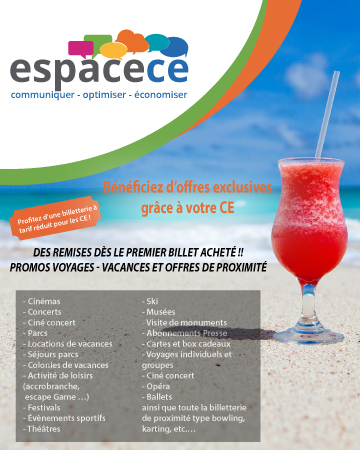 espacece
communiquer - optimiser - économiser
Bénéficiez d'offres exclusives
grâce à votre CE
Profitez d'une billetterie à
tarif réduit pour les CE !
DES REMISES DÈS LE PREMIER BILLET ACHETÉ !!
PROMOS VOYAGES - VACANCES ET OFFRES DE PROXIMITÉ
- Cinémas
- Concerts
- Ciné concert
- Parcs
- Locations de vacances
- Séjours parcs
- Colonies de vacances
- Activité de loisirs
(accrobranche,
escape Game ...)
- Festivals
- Évènements sportifs
- Théâtres
- Ski
- Musées
- Visite de monuments
- Abonnements Presse
- Cartes et box cadeaux
- Voyages individuels et
groupes
- Ciné concert
- Opéra
- Ballets
ainsi que toute la billetterie
de proximité type bowling,
karting, etc....